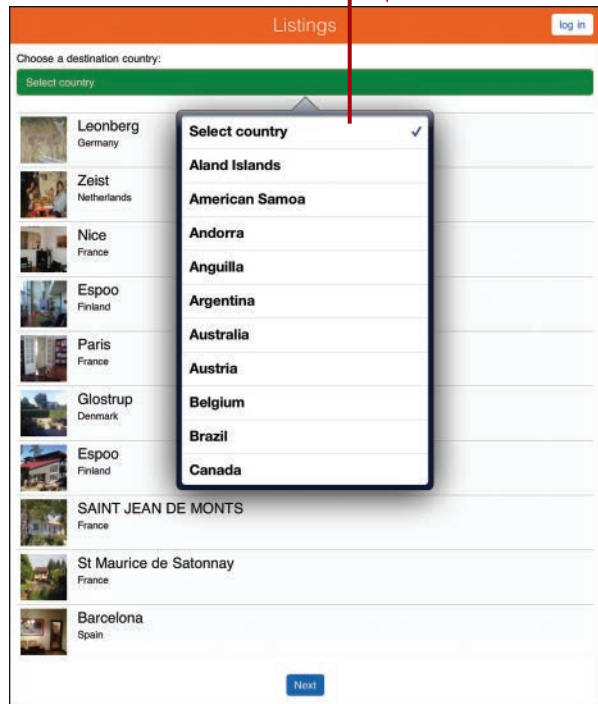 Listings
log in
Choose a destination country:
Select country
Select country
Aland Islands
American Samoa
Andorra
Anguilla
Argentina
Australia
Austria
Belgium
Brazil
Canada
Leonberg
Germany
Zeist
Netherlands
Nice
France
Espoo
Finland
Paris
France
Glostrup
Denmark
Espoo
Finland
SAINT JEAN DE MONTS
France
St Maurice de Satonnay
France
Barcelona
Spain
Next